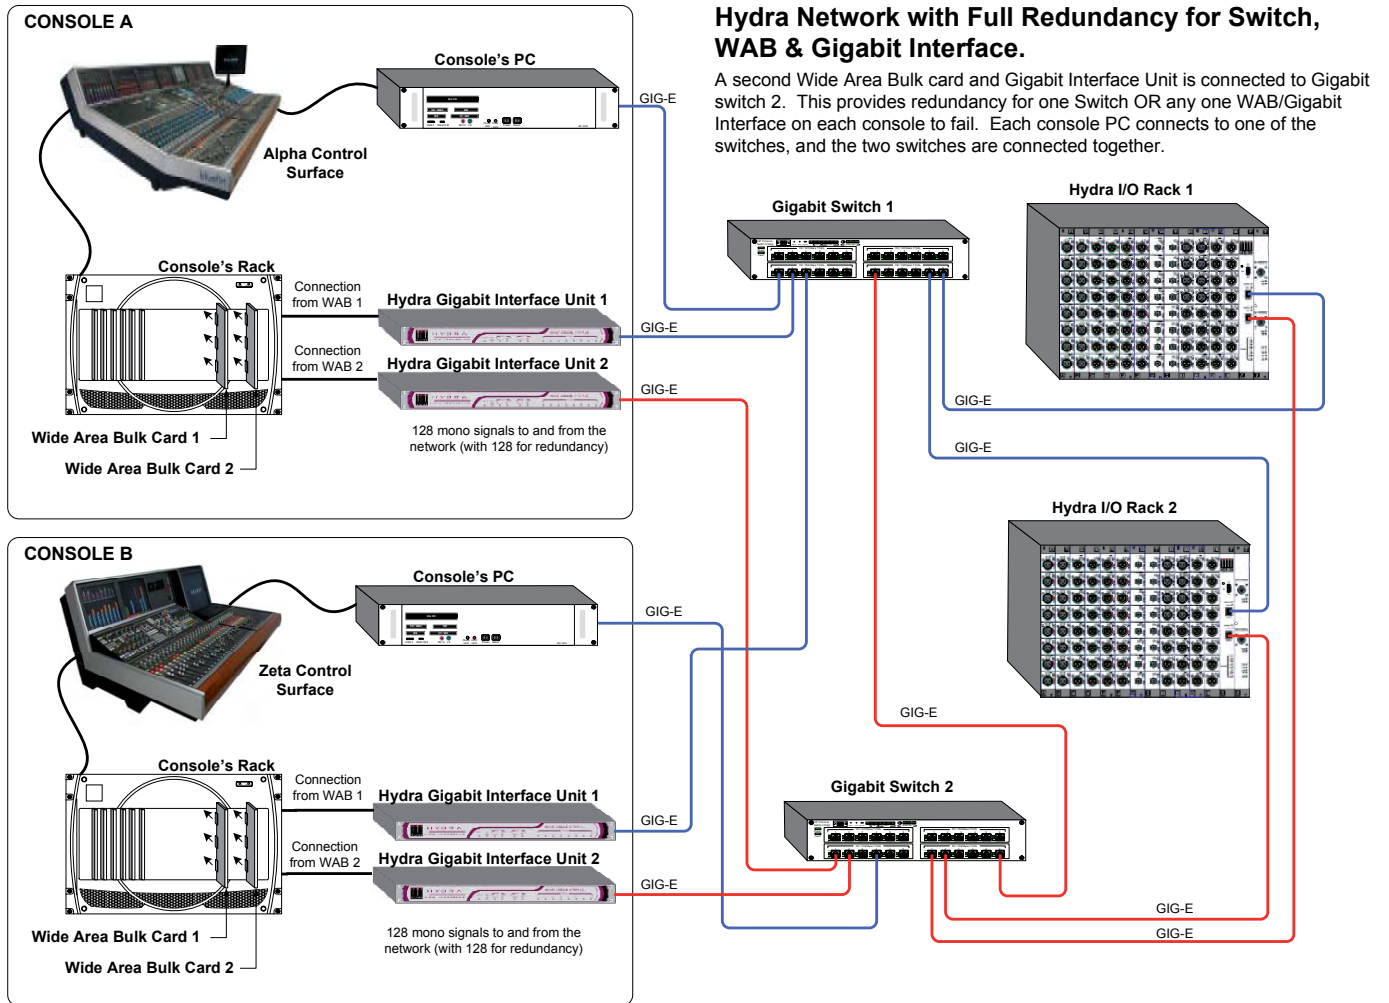 CONSOLE A
Console's PC
GIG-E
Alpha Control
Surface
Console's Rack
Connection
from WAB 1
Hydra Gigabit Interface Unit 1
HYDRA
GIG-E
Connection
from WAB 2
Hydra Gigabit Interface Unit 2
HYDRA
GIG-E
128 mono signals to and from the
network (with 128 for redundancy)
Wide Area Bulk Card 1
Wide Area Bulk Card 2
Hydra Network with Full Redundancy for Switch,
WAB & Gigabit Interface.
A second Wide Area Bulk card and Gigabit Interface Unit is connected to Gigabit
switch 2. This provides redundancy for one Switch OR any one WAB/Gigabit
Interface on each console to fail. Each console PC connects to one of the
switches, and the two switches are connected together.
Gigabit Switch 1
Hydra I/O Rack 1
GIG-E
GIG-E
Hydra I/O Rack 2
CONSOLE B
Console's PC
GIG-E
Zeta Control
Surface
Console's Rack
Connection
from WAB 1
Hydra Gigabit Interface Unit 1
HYDRA
GIG-E
Connection
from WAB 2
Hydra Gigabit Interface Unit 2
HYDRA
GIG-E
128 mono signals to and from the
network (with 128 for redundancy)
Wide Area Bulk Card 1
Wide Area Bulk Card 2
GIG-E
Gigabit Switch 2
GIG-E
GIG-E